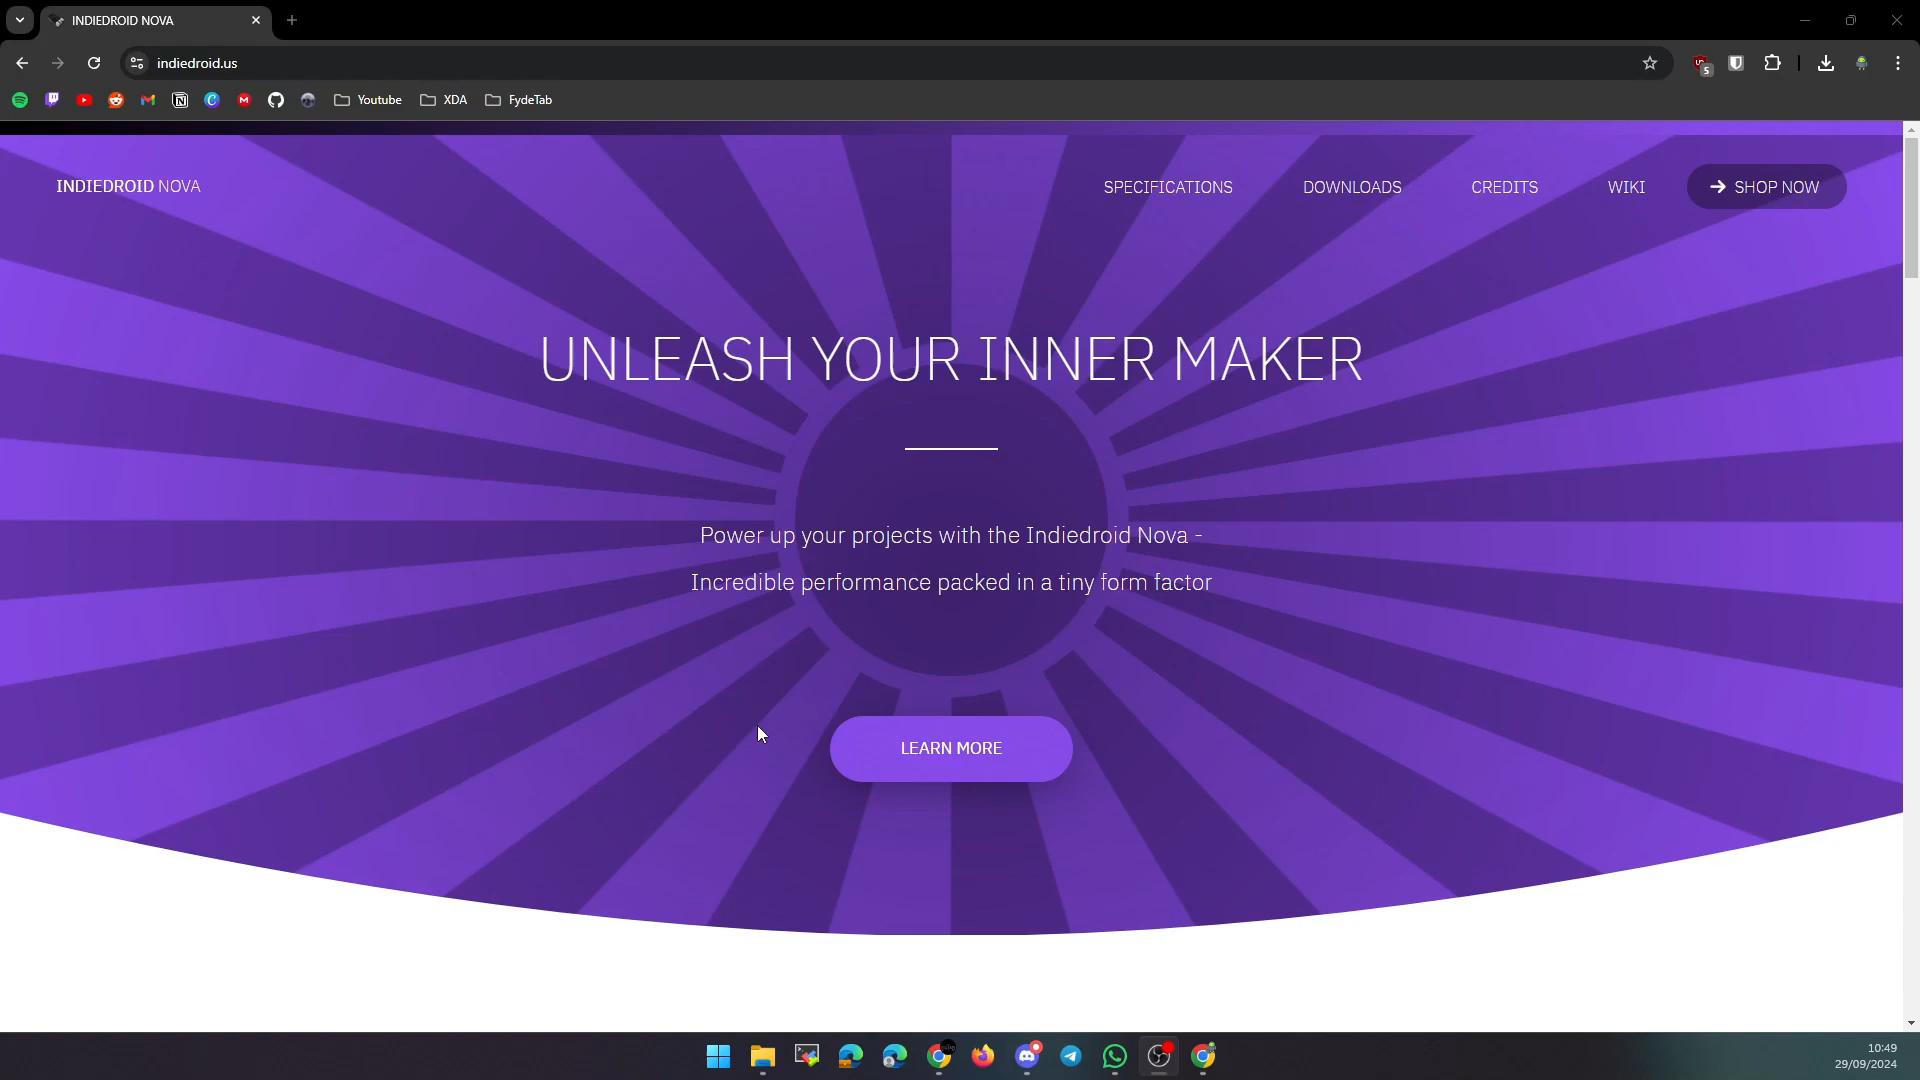 INDIEDROID NOVA
indiedroid.us
5
Youtube
XDA
FydeTab
INDIEDROID NOVA
SPECIFICATIONS
DOWNLOADS
CREDITS
WIKI
SHOP NOW
UNLEASH YOUR INNER MAKER
Power up your projects with the Indiedroid Nova -
Incredible performance packed in a tiny form factor
LEARN MORE
10:49
29/09/2024